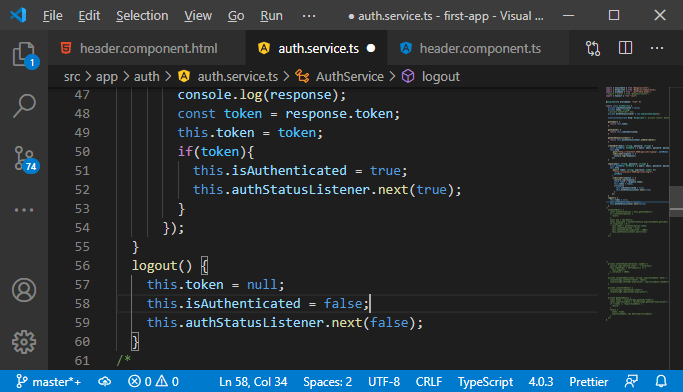 File Edit View Go Run ··· ● auth.service.ts - first-app - Visual ...
header.component.html auth.service.ts ● header.component.ts ···
src > app > auth > auth.service.ts > AuthService > logout
47 console.log(response);
48 const token = response.token;
49 this.token = token;
50 if(token){
51 this.isAuthenticated = true;
52 this.authStatusListener.next(true);
53 }
54 });
55 }
56 logout() {
57 this.token = null;
58 this.isAuthenticated = false;
59 this.authStatusListener.next(false);
60 }
61 /*
1
74
master*+ 0 0 Ln 58, Col 34 Spaces: 2 UTF-8 CRLF TypeScript 4.0.3 Prettier